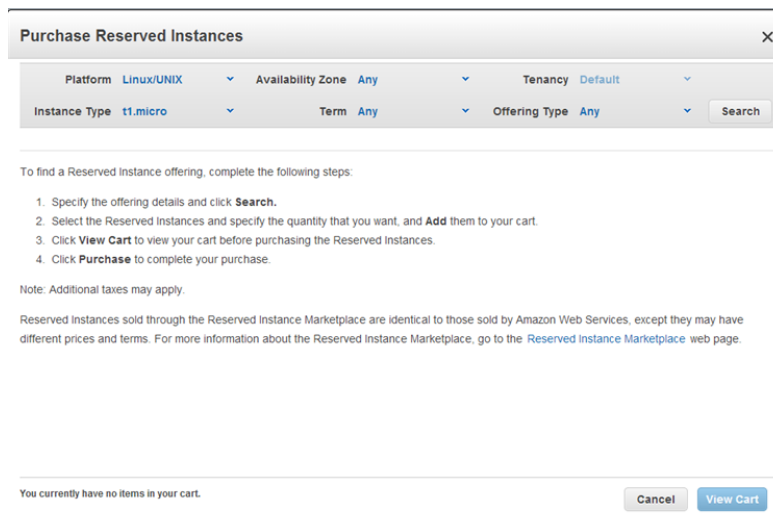 Purchase Reserved Instances
Platform Linux/UNIX Availability Zone Any Tenancy Default
Instance Type t1.micro Term Any Offering Type Any Search
To find a Reserved Instance offering, complete the following steps:
1. Specify the offering details and click Search.
2. Select the Reserved Instances and specify the quantity that you want, and Add them to your cart.
3. Click View Cart to view your cart before purchasing the Reserved Instances.
4. Click Purchase to complete your purchase.
Note: Additional taxes may apply.
Reserved Instances sold through the Reserved Instance Marketplace are identical to those sold by Amazon Web Services, except they may have
different prices and terms. For more information about the Reserved Instance Marketplace, go to the Reserved Instance Marketplace web page.
You currently have no items in your cart.
Cancel View Cart